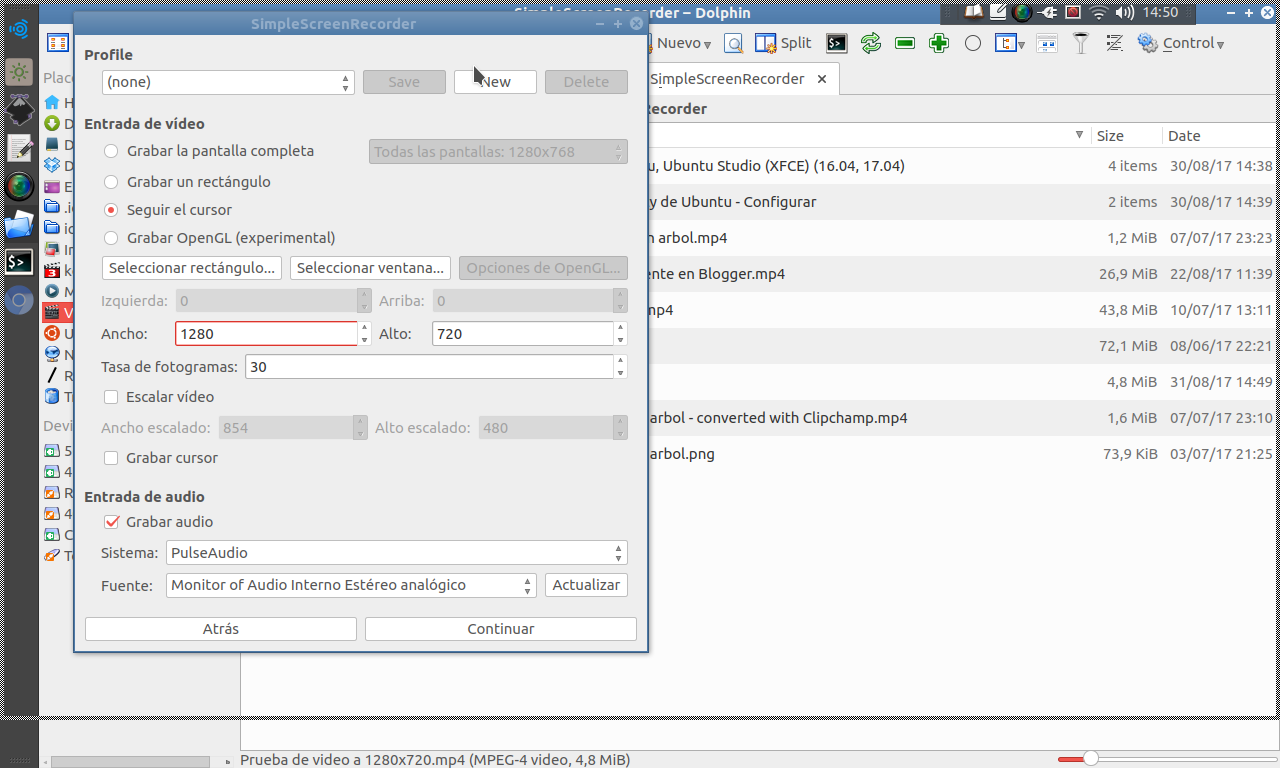 SimpleScreenRecorder
Recorder – Dolphin
14:50
Profile
(none)
Save
New
Delete
Entrada de vídeo
Grabar la pantalla completa
Todas las pantallas: 1280x768
Grabar un rectángulo
Seguir el cursor
Grabar OpenGL (experimental)
Seleccionar rectángulo...
Seleccionar ventana...
Opciones de OpenGL...
Izquierda: 0
Arriba: 0
Ancho: 1280
Alto: 720
Tasa de fotogramas: 30
Escalar vídeo
Ancho escalado: 854
Alto escalado: 480
Grabar cursor
Entrada de audio
Grabar audio
Sistema: PulseAudio
Fuente: Monitor of Audio Interno Estéreo analógico
Actualizar
Atrás
Continuar
Nuevo
Split
Control
SimpleScreenRecorder
Recorder
Size
Date
u, Ubuntu Studio (XFCE) (16.04, 17.04) 4 items 30/08/17 14:38
y de Ubuntu - Configurar 2 items 30/08/17 14:39
n arbol.mp4 1,2 MiB 07/07/17 23:23
ente en Blogger.mp4 26,9 MiB 22/08/17 11:39
mp4 43,8 MiB 10/07/17 13:11
72,1 MiB 08/06/17 22:21
4,8 MiB 31/08/17 14:49
arbol - converted with Clipchamp.mp4 1,6 MiB 07/07/17 23:10
arbol.png 73,9 KiB 03/07/17 21:25
Place
Devi
Prueba de video a 1280x720.mp4 (MPEG-4 video, 4,8 MiB)